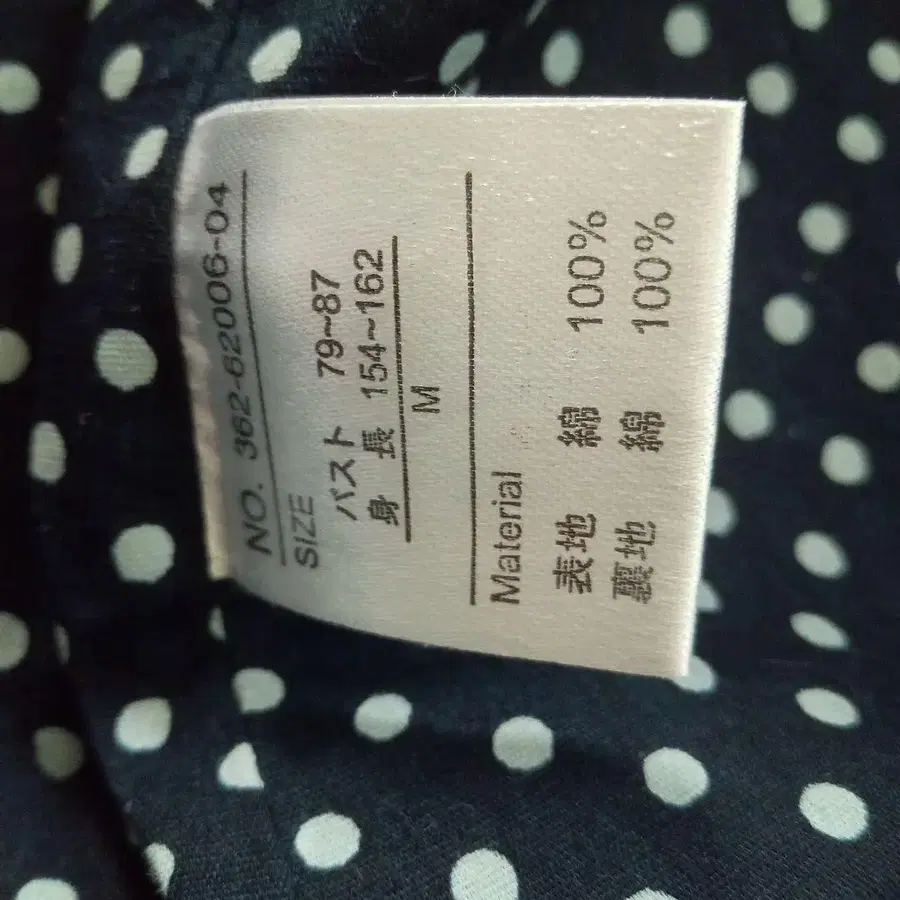 NO. 362-62006-04
SIZE
バスト 79~87
身 長 154~162
M
Material
表地 綿 100%
裏地 綿 100%